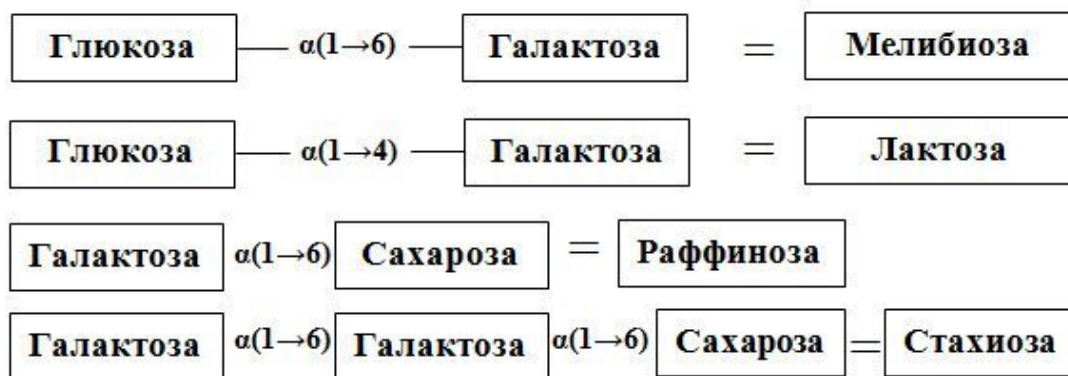 Глюкоза α(1→6) Галактоза = Мелибиоза
Глюкоза α(1→4) Галактоза = Лактоза
Галактоза α(1→6) Сахароза = Раффиноза
Галактоза α(1→6) Галактоза α(1→6) Сахароза = Стахиоза